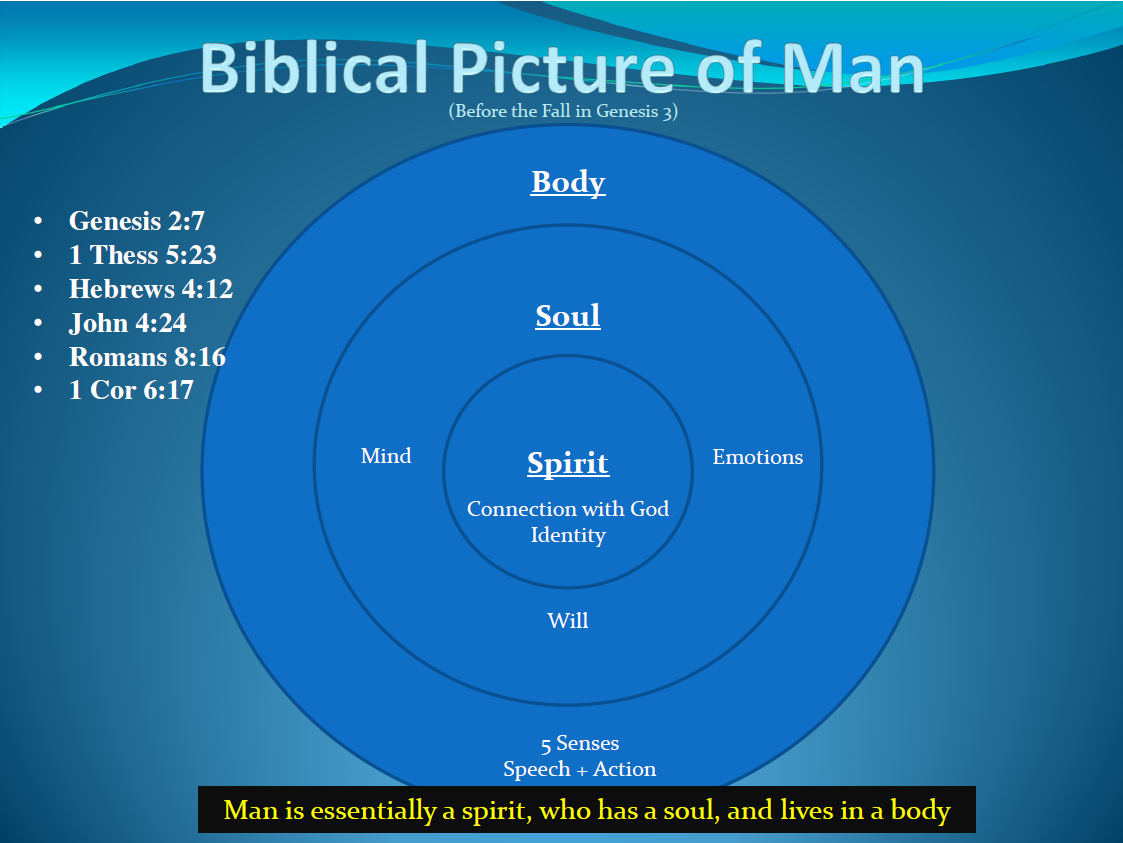 Biblical Picture of Man
(Before the Fall in Genesis 3)
• Genesis 2:7
• 1 Thess 5:23
• Hebrews 4:12
• John 4:24
• Romans 8:16
• 1 Cor 6:17
Body
Soul
Mind
Spirit
Emotions
Connection with God
Identity
Will
5 Senses
Speech + Action
Man is essentially a spirit, who has a soul, and lives in a body